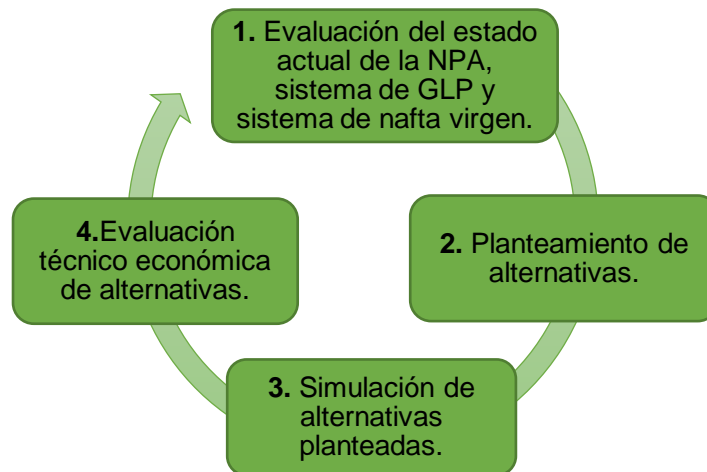 1. Evaluación del estado
actual de la NPA,
sistema de GLP y
sistema de nafta virgen.
2. Planteamiento de
alternativas.
3. Simulación de
alternativas
planteadas.
4.Evaluación
técnico económica
de alternativas.